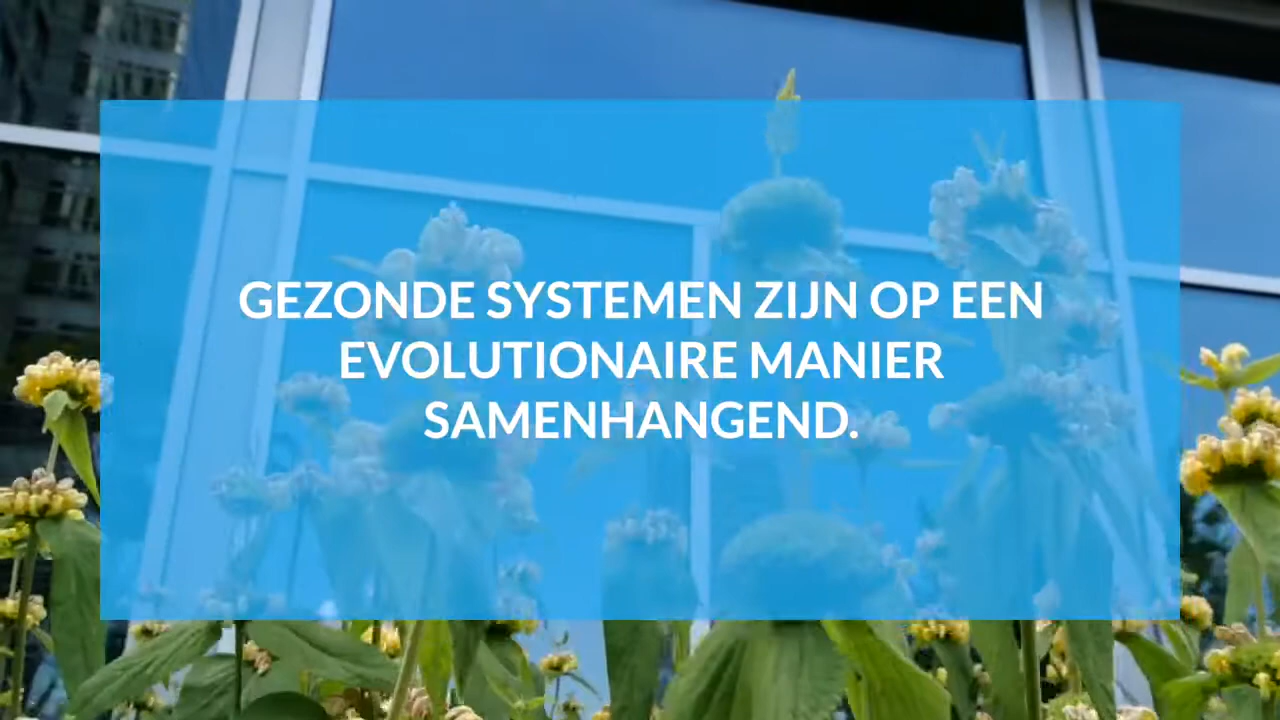 GEZONDE SYSTEMEN ZIJN OP EEN
EVOLUTIONAIRE MANIER
SAMENHANGEND.